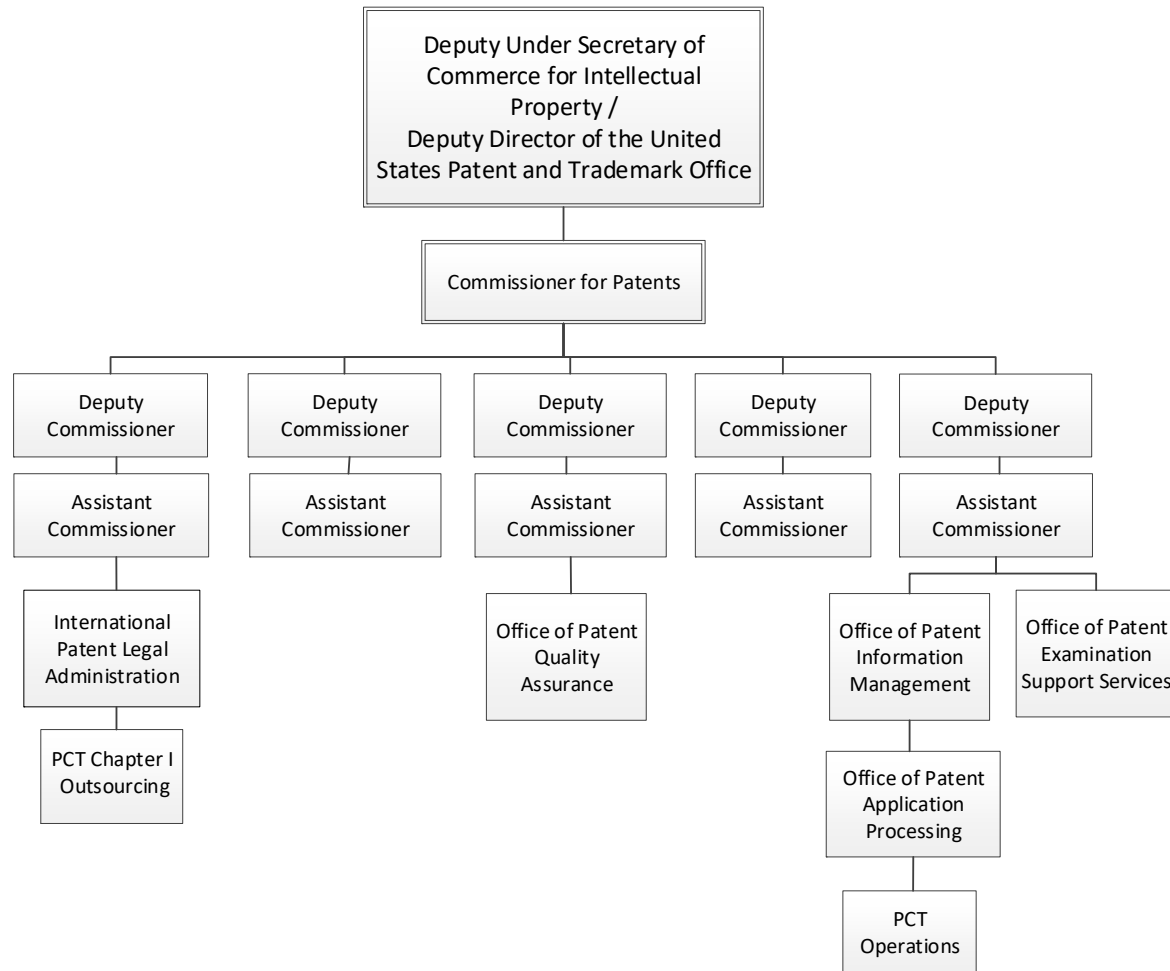 Deputy Under Secretary of
Commerce for Intellectual
Property /
Deputy Director of the United
States Patent and Trademark Office
Commissioner for Patents
Deputy
Commissioner
Deputy
Commissioner
Deputy
Commissioner
Deputy
Commissioner
Deputy
Commissioner
Assistant
Commissioner
Assistant
Commissioner
Assistant
Commissioner
Assistant
Commissioner
Assistant
Commissioner
International
Patent Legal
Administration
Office of Patent
Quality
Assurance
Office of Patent
Information
Management
Office of Patent
Examination
Support Services
PCT Chapter I
Outsourcing
Office of Patent
Application
Processing
PCT
Operations